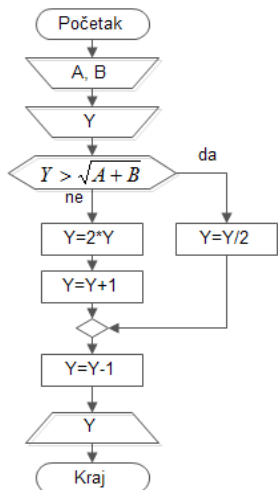 Početak
A, B
Y
Y > √A + B
da
ne
Y=2*Y
Y=Y/2
Y=Y+1
Y=Y-1
Y
Kraj